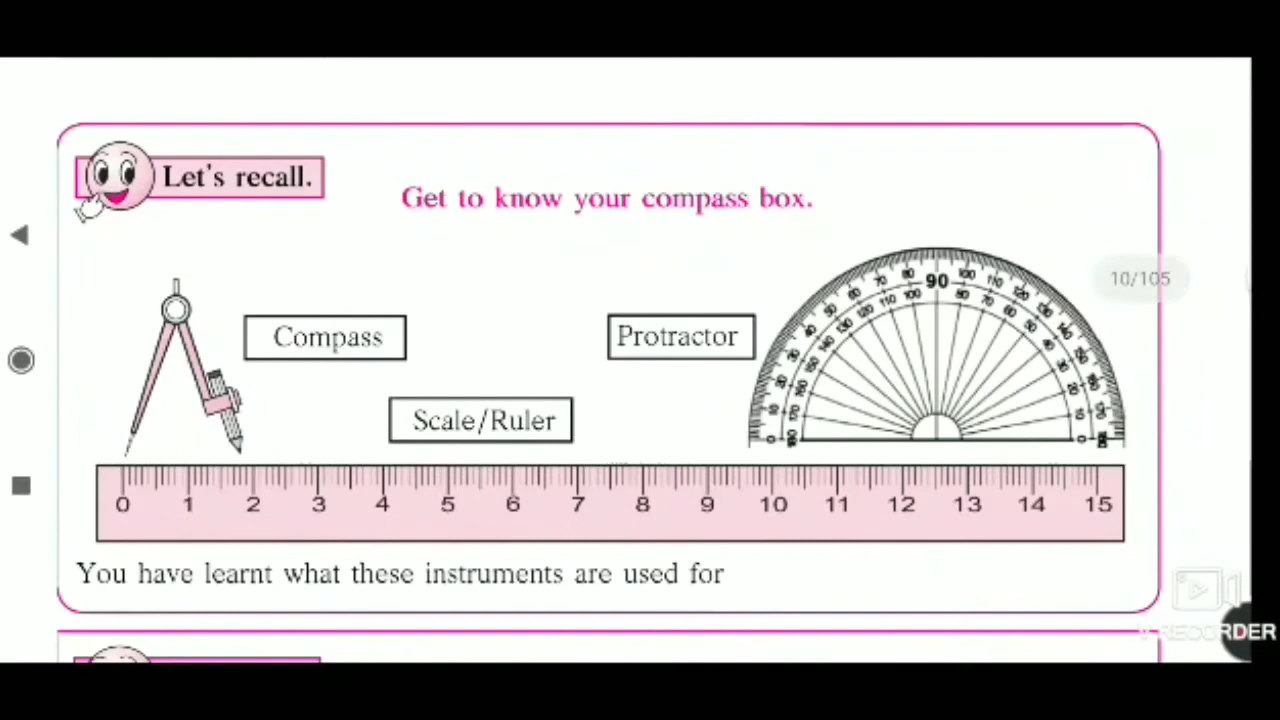 Let's recall.
Get to know your compass box.
10/105
Compass
Protractor
Scale/Ruler
90
0 1 2 3 4 5 6 7 8 9 10 11 12 13 14 15
You have learnt what these instruments are used for
RECORDER